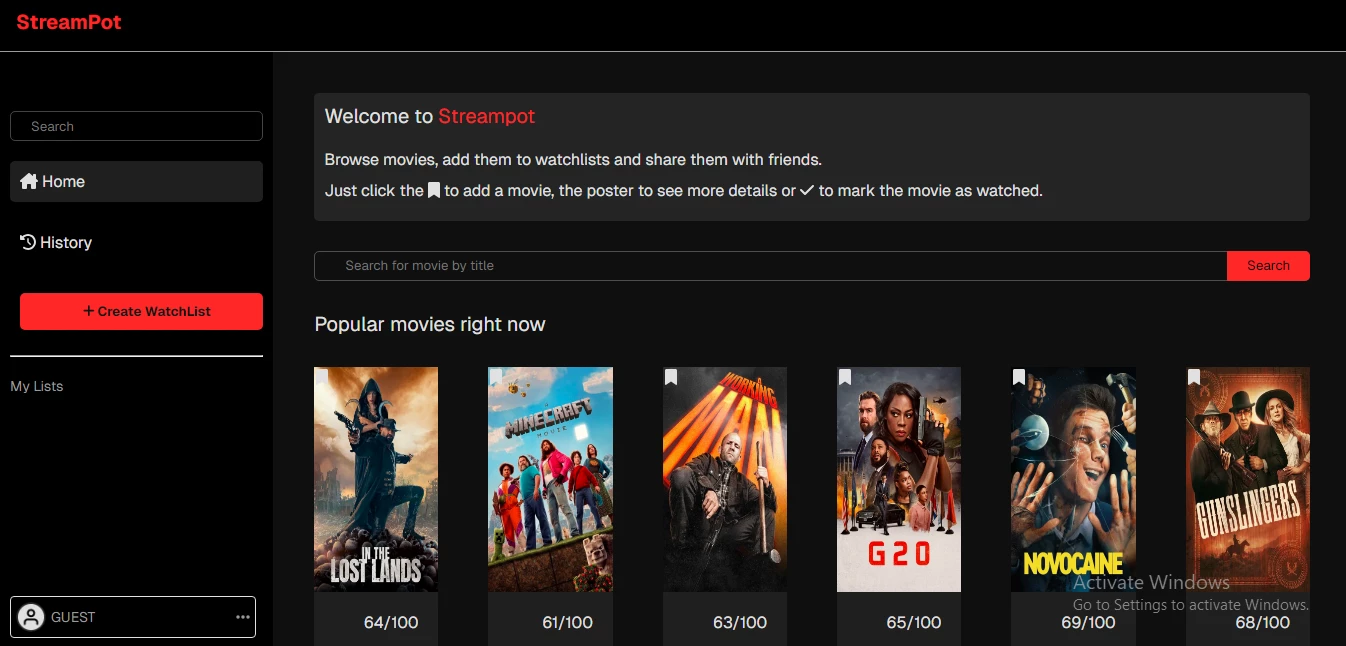 StreamPot
Search
Home
History
+ Create WatchList
My Lists
GUEST
Welcome to Streampot
Browse movies, add them to watchlists and share them with friends.
Just click the to add a movie, the poster to see more details or to mark the movie as watched.
Search for movie by title
Search
Popular movies right now
IN THE
LOST LANDS
A
MINECRAFT
MOVIE
A
WORKING
MAN
G20
NOVOCAINE
GUNSLINGERS
Activate Windows
Go to Settings to activate Windows.
64/100
61/100
63/100
65/100
69/100
68/100